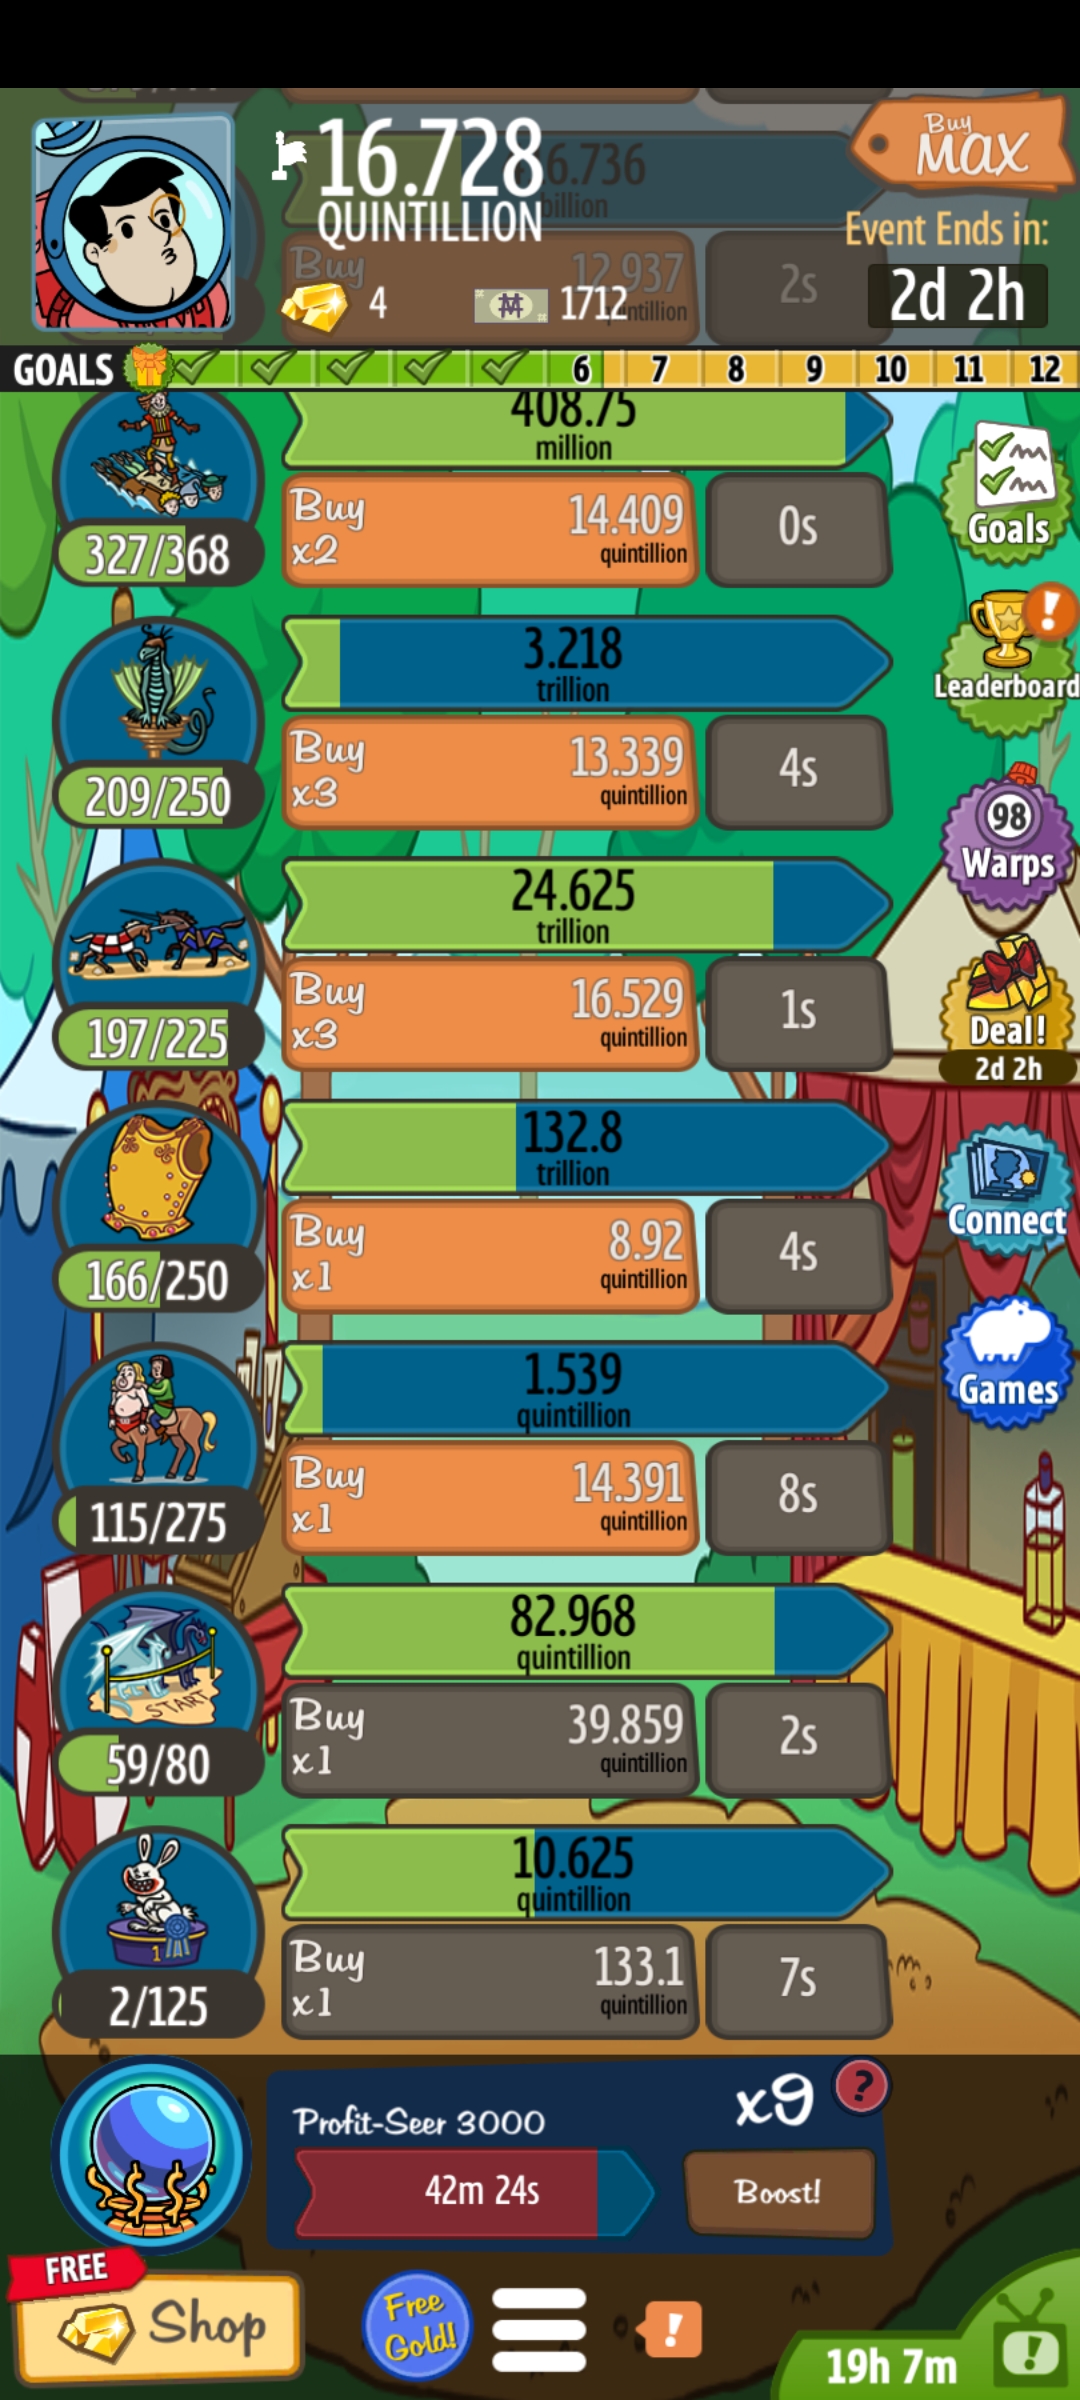 16.728
QUINTILLION
6.736
billion
Buy
MAX
Event Ends in:
2d 2h
Buy
12.937
2s
4
1712
GOALS
6
7
8
9
10
11
12
408.75
million
327/368
Buy
x2
14.409
quintillion
0s
Goals
3.218
trillion
209/250
Buy
x3
13.339
quintillion
4s
Leaderboard
24.625
trillion
197/225
Buy
x3
16.529
quintillion
1s
98
Warps
Deal!
2d 2h
132.8
trillion
166/250
Buy
x1
8.92
quintillion
4s
Connect
1.539
quintillion
115/275
Buy
x1
14.391
quintillion
8s
Games
82.968
quintillion
START
59/80
Buy
x1
39.859
quintillion
2s
10.625
quintillion
1
2/125
Buy
x1
133.1
quintillion
7s
Profit-Seer 3000
x9
?
42m 24s
Boost!
FREE
Shop
Free
Gold!
!
19h 7m
!